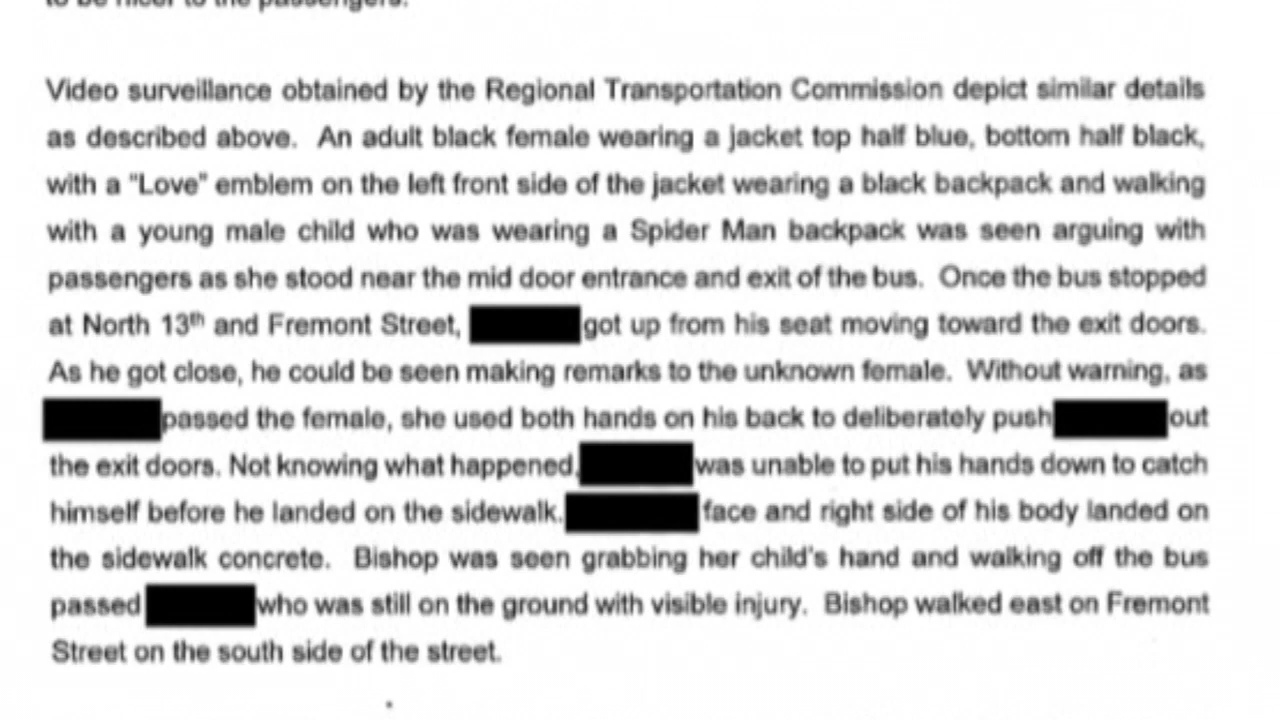 to be nicer to the passengers.
Video surveillance obtained by the Regional Transportation Commission depict similar details
as described above. An adult black female wearing a jacket top half blue, bottom half black,
with a "Love" emblem on the left front side of the jacket wearing a black backpack and walking
with a young male child who was wearing a Spider Man backpack was seen arguing with
passengers as she stood near the mid door entrance and exit of the bus. Once the bus stopped
at North 13th and Fremont Street, got up from his seat moving toward the exit doors.
As he got close, he could be seen making remarks to the unknown female. Without warning, as
passed the female, she used both hands on his back to deliberately push out
the exit doors. Not knowing what happened, was unable to put his hands down to catch
himself before he landed on the sidewalk. face and right side of his body landed on
the sidewalk concrete. Bishop was seen grabbing her child's hand and walking off the bus
passed who was still on the ground with visible injury. Bishop walked east on Fremont
Street on the south side of the street.